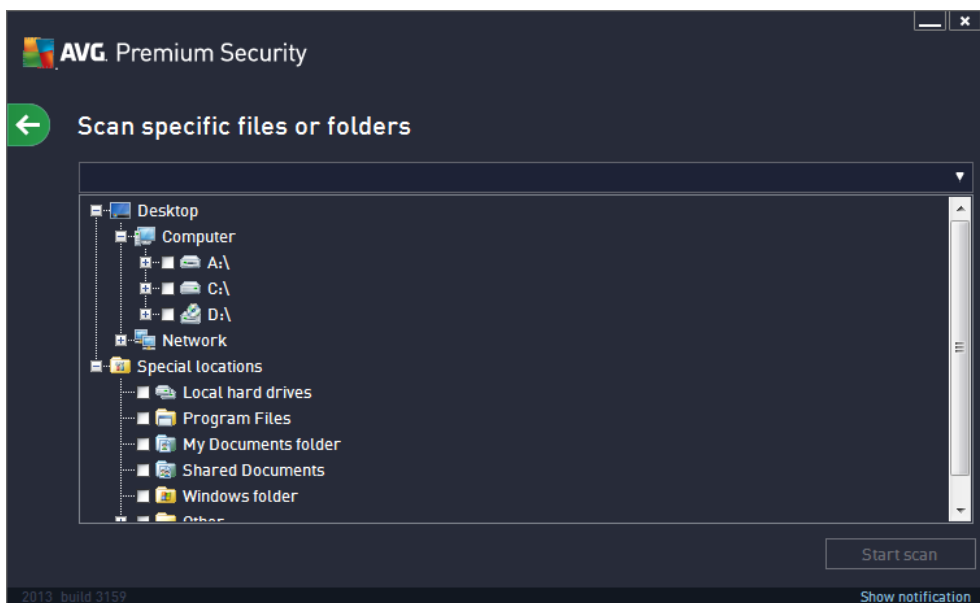 AVG. Premium Security
Scan specific files or folders
Desktop
Computer
A:\
C:\
D:\
Network
Special locations
Local hard drives
Program Files
My Documents folder
Shared Documents
Windows folder
Other
Start scan
2013 build 3159
Show notification